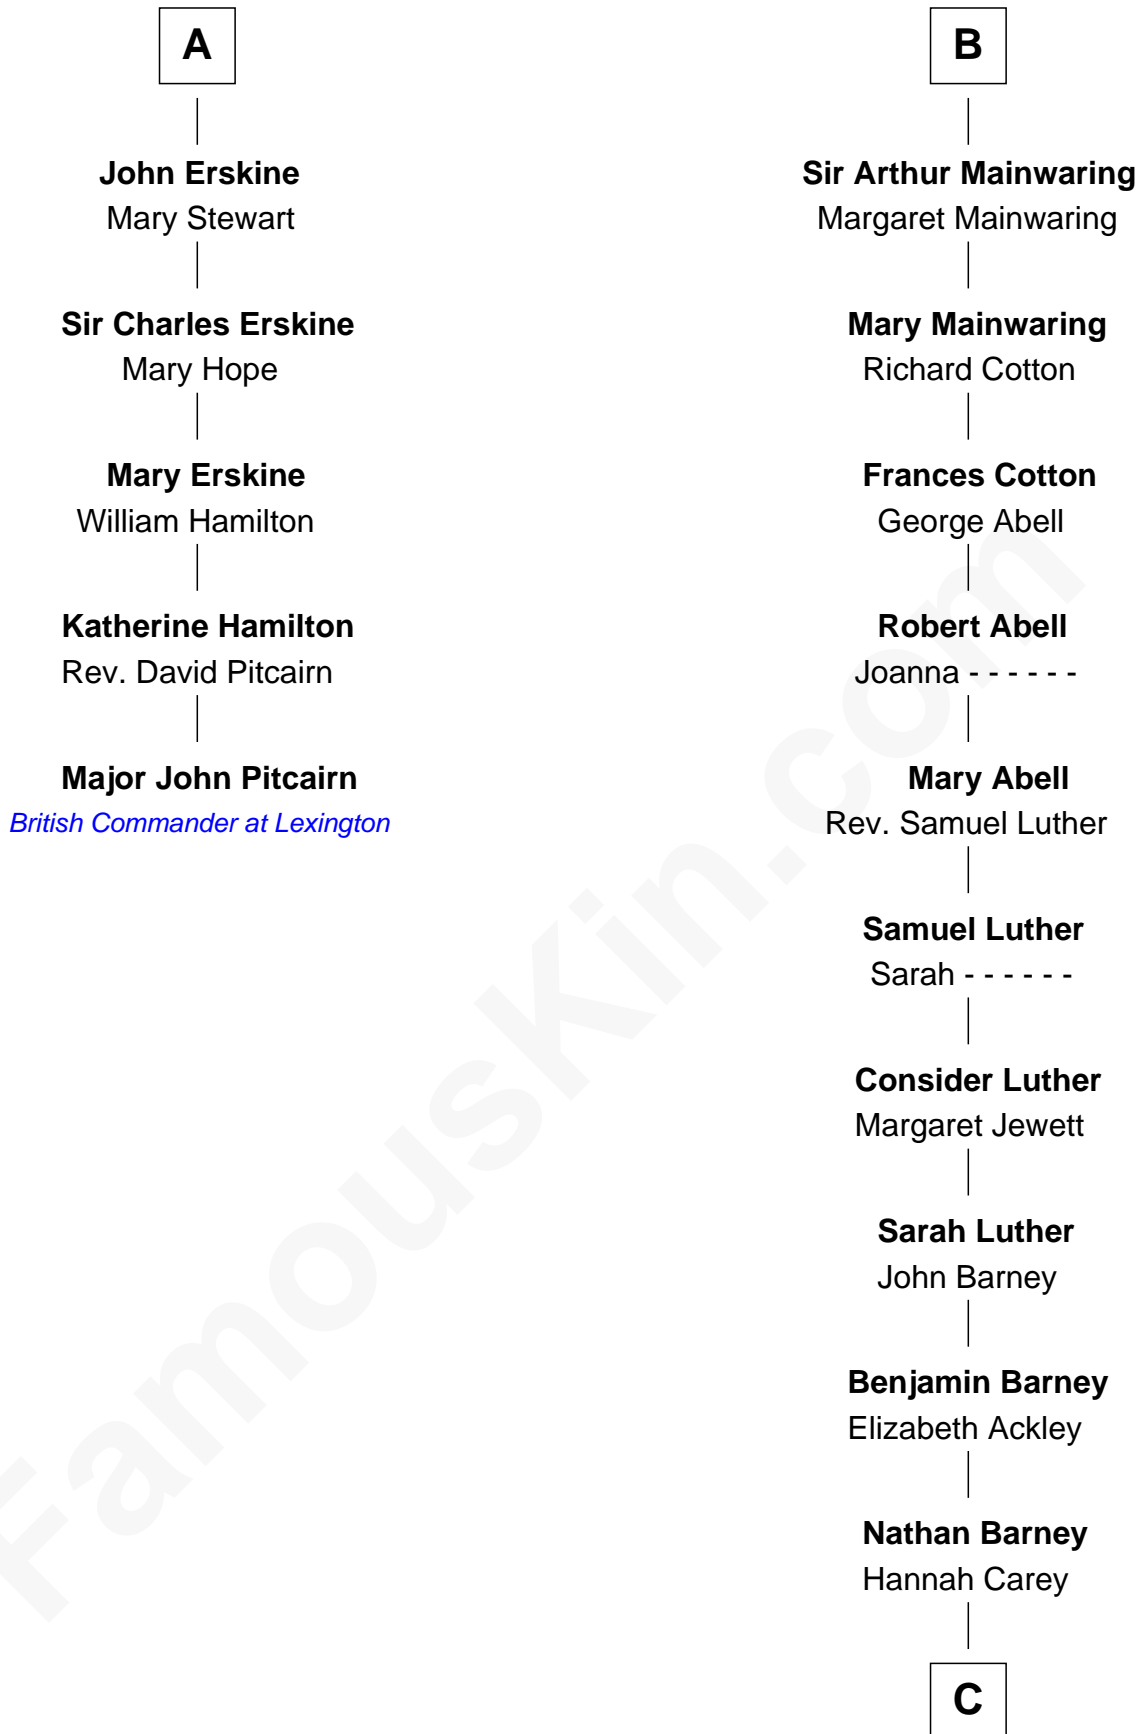 A
John Erskine
Mary Stewart
Sir Charles Erskine
Mary Hope
Mary Erskine
William Hamilton
Katherine Hamilton
Rev. David Pitcairn
Major John Pitcairn
British Commander at Lexington
B
Sir Arthur Mainwaring
Margaret Mainwaring
Mary Mainwaring
Richard Cotton
Frances Cotton
George Abell
Robert Abell
Joanna - - - - - -
Mary Abell
Rev. Samuel Luther
Samuel Luther
Sarah - - - - - -
Consider Luther
Margaret Jewett
Sarah Luther
John Barney
Benjamin Barney
Elizabeth Ackley
Nathan Barney
Hannah Carey
C
FamousKin.com